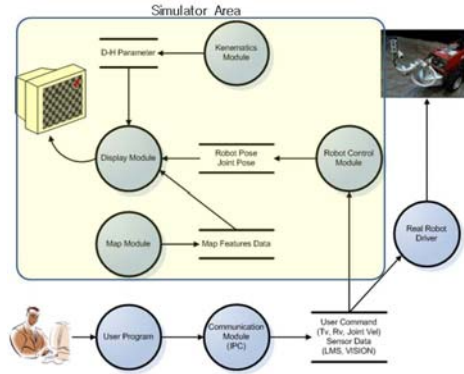 Simulator Area
D-H Parameter
Kenematics
Module
Display Module
Robot Pose
Joint Pose
Robot Control
Module
Map Module
Map Features Data
Real Robot
Driver
User Program
Communication
Module
(IPC)
User Command
(Tv, Rv, Joint Vel)
Sensor Data
(LMS, VISION)